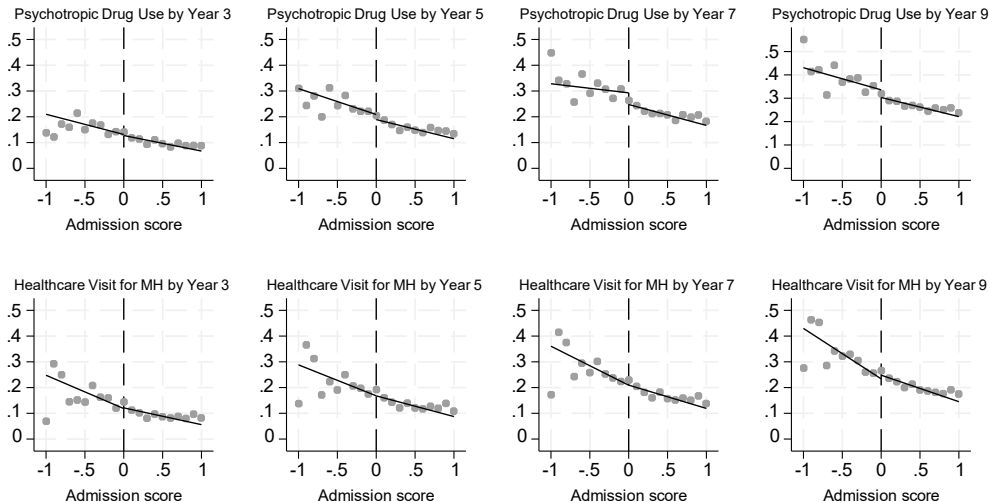 Psychotropic Drug Use by Year 3
.5
.4
.3
.2
.1
0
-1 -.5 0 .5 1
Admission score
Psychotropic Drug Use by Year 5
.5
.4
.3
.2
.1
0
-1 -.5 0 .5 1
Admission score
Psychotropic Drug Use by Year 7
.5
.4
.3
.2
.1
0
-1 -.5 0 .5 1
Admission score
Psychotropic Drug Use by Year 9
.5
.4
.3
.2
.1
0
-1 -.5 0 .5 1
Admission score
Healthcare Visit for MH by Year 3
.5
.4
.3
.2
.1
0
-1 -.5 0 .5 1
Admission score
Healthcare Visit for MH by Year 5
.5
.4
.3
.2
.1
0
-1 -.5 0 .5 1
Admission score
Healthcare Visit for MH by Year 7
.5
.4
.3
.2
.1
0
-1 -.5 0 .5 1
Admission score
Healthcare Visit for MH by Year 9
.5
.4
.3
.2
.1
0
-1 -.5 0 .5 1
Admission score